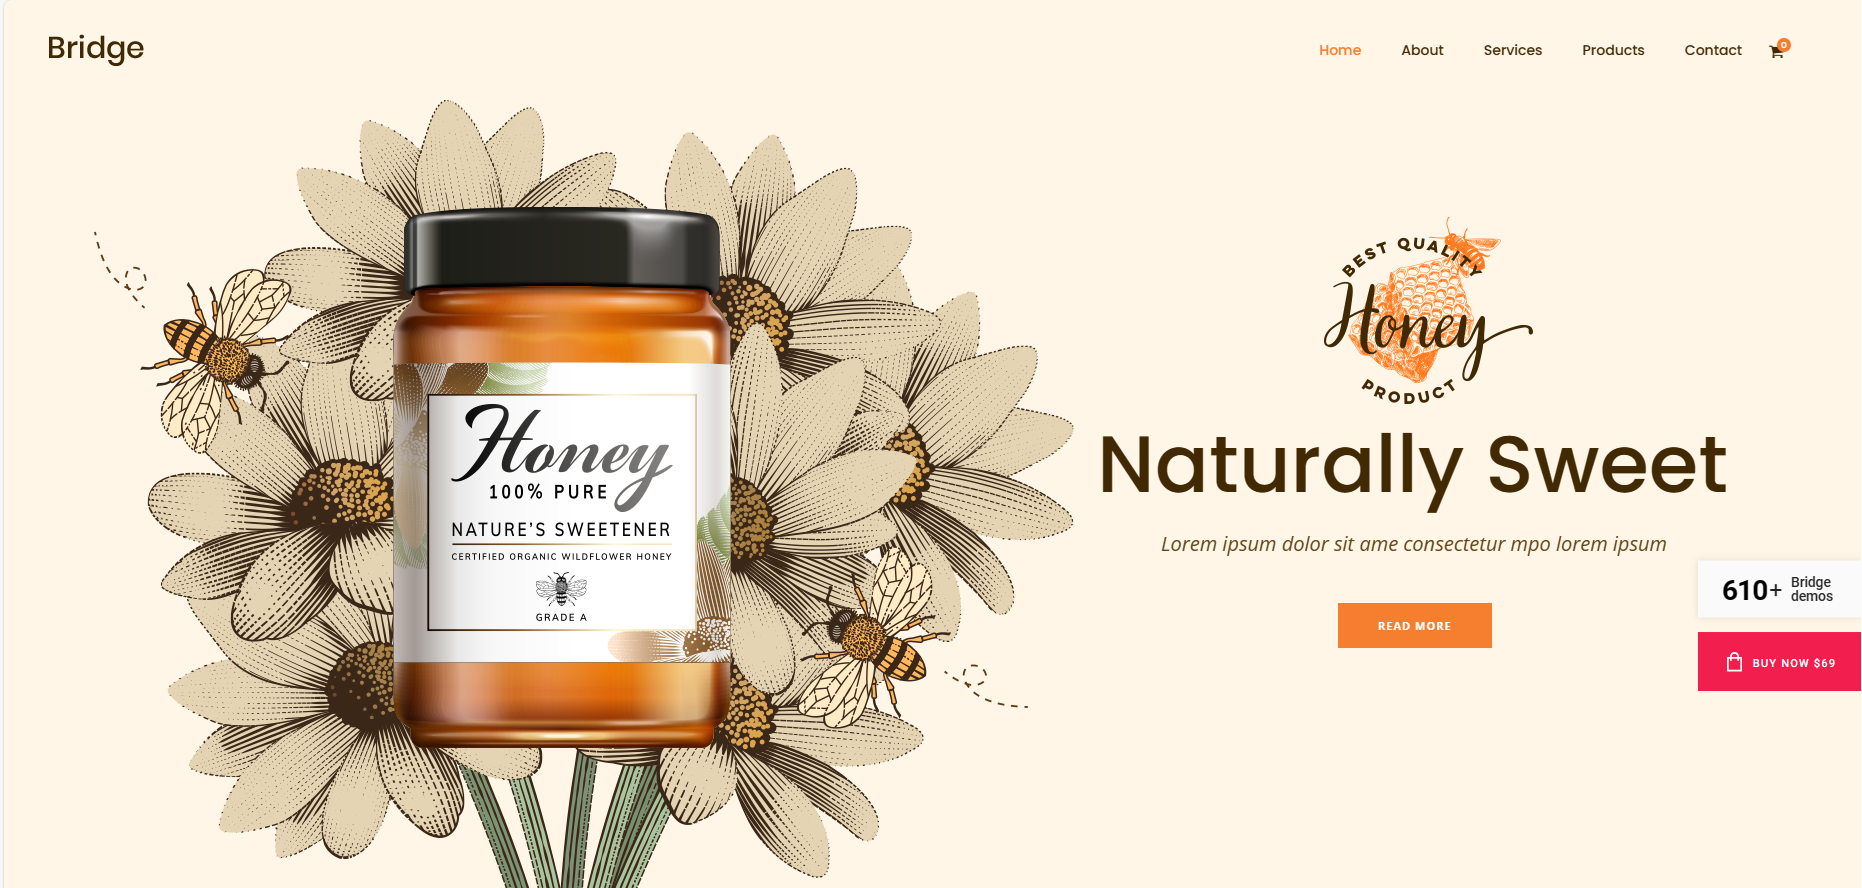 Bridge
Home About Services Products Contact 0
BEST QUALITY
Honey
PRODUCT
Honey
100% PURE
NATURE'S SWEETENER
CERTIFIED ORGANIC WILDFLOWER HONEY
GRADE A
Naturally Sweet
Lorem ipsum dolor sit ame consectetur mpo lorem ipsum
READ MORE
610+ Bridge
demos
BUY NOW $69